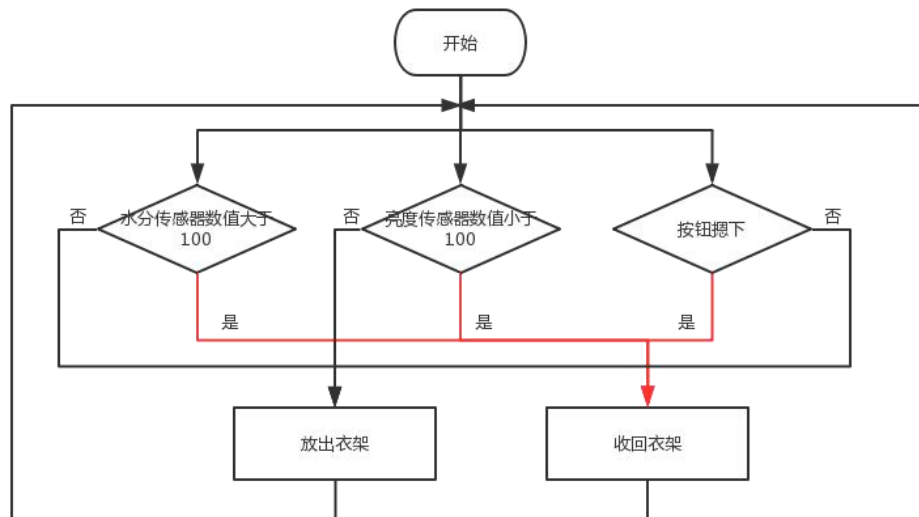 开始
否
水分传感器数值大于
100
否
亮度传感器数值小于
100
按钮摁下
否
是
是
是
放出衣架
收回衣架